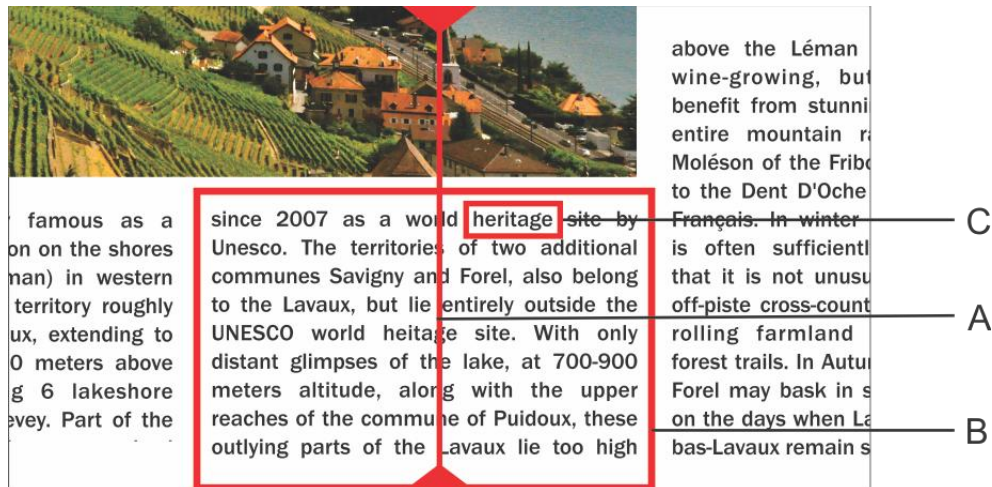 famous as a
on on the shores
man) in western
territory roughly
ux, extending to
0 meters above
g 6 lakeshore
evey. Part of the
since 2007 as a world heritage site by
Unesco. The territories of two additional
communes Savigny and Forel, also belong
to the Lavaux, but lie entirely outside the
UNESCO world heitage site. With only
distant glimpses of the lake, at 700-900
meters altitude, along with the upper
reaches of the commune of Puidoux, these
outlying parts of the Lavaux lie too high
above the Léman
wine-growing, but
benefit from stunni
entire mountain ra
Moléson of the Fribo
to the Dent D'Oche
Français. In winter
is often sufficientl
that it is not unusu
off-piste cross-count
rolling farmland
forest trails. In Autu
Forel may bask in s
on the days when La
bas-Lavaux remain s
C
A
B